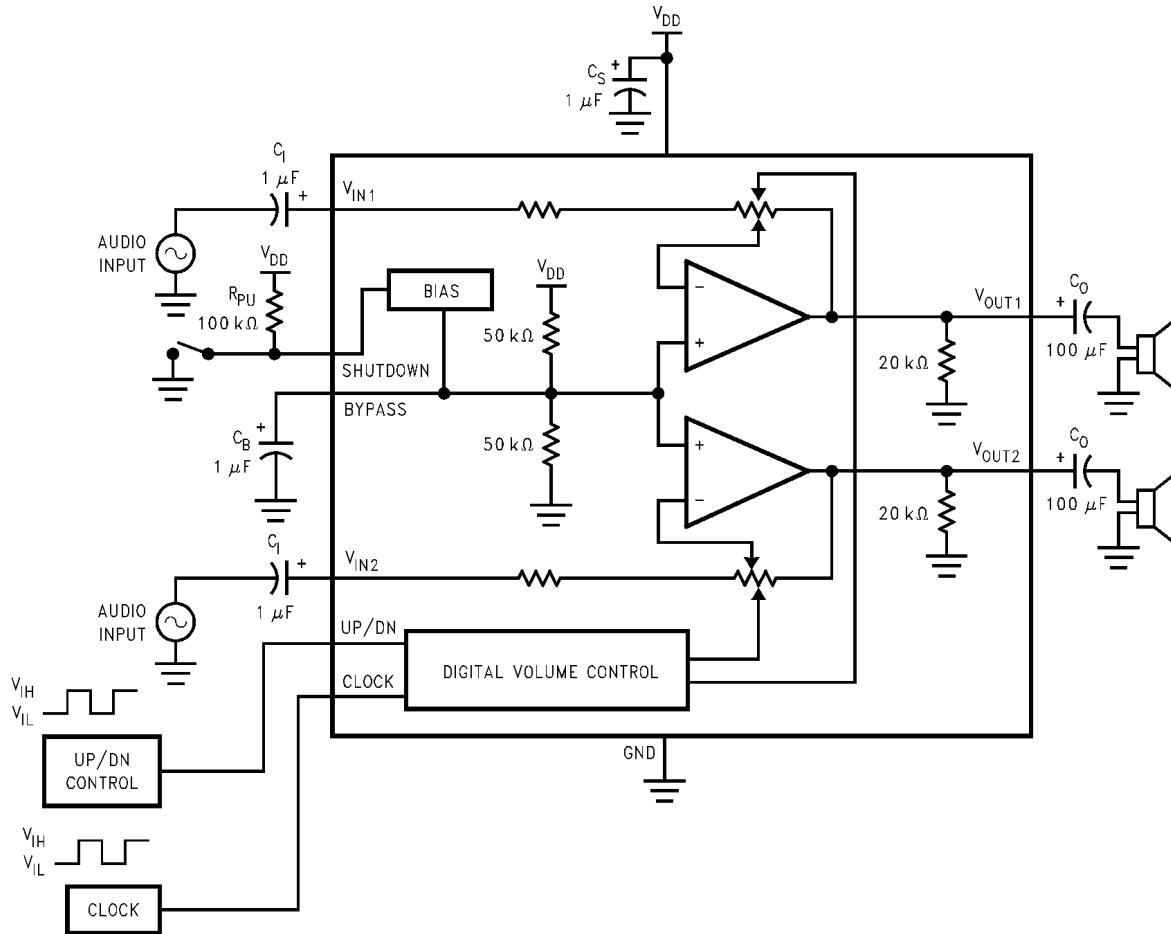 V_DD
C_S
+
1 μF
C_I
1 μF
+
V_IN1
AUDIO
INPUT
V_DD
R_PU
100 kΩ
BIAS
V_DD
50 kΩ
−
+
V_OUT1
C_O
+
100 μF
20 kΩ
SHUTDOWN
BYPASS
C_B
+
1 μF
50 kΩ
+
−
V_OUT2
C_O
+
100 μF
20 kΩ
C_I
+
1 μF
V_IN2
AUDIO
INPUT
UP/DN
CLOCK
DIGITAL VOLUME CONTROL
V_IH
V_IL
UP/DN
CONTROL
GND
V_IH
V_IL
CLOCK